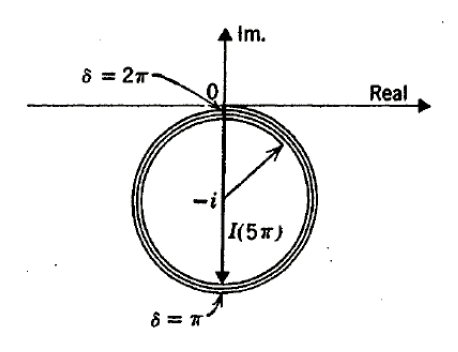 Im.
δ = 2π
0
Real
-i
I(5π)
δ = π